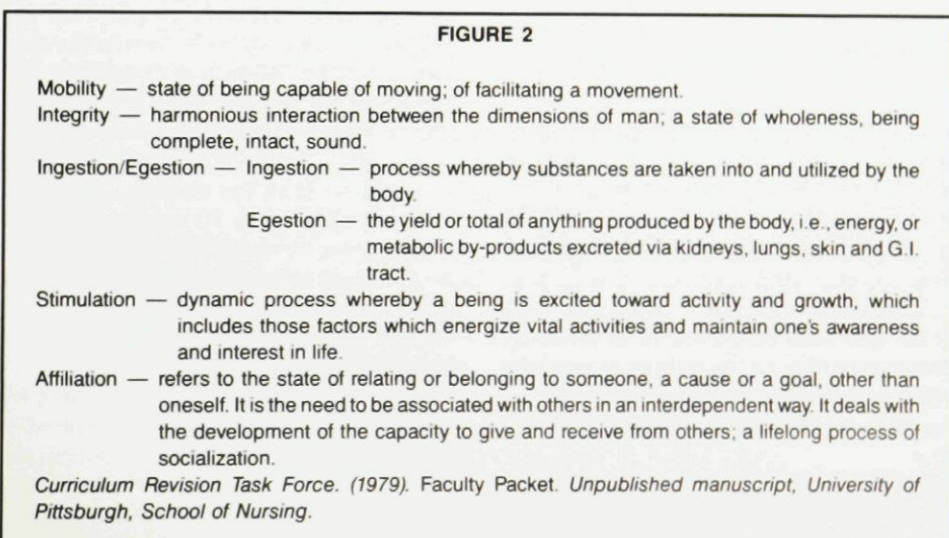 FIGURE 2
Mobility — state of being capable of moving; of facilitating a movement.
Integrity — harmonious interaction between the dimensions of man; a state of wholeness, being
complete, intact, sound.
Ingestion/Egestion — Ingestion — process whereby substances are taken into and utilized by the
body.
Egestion — the yield or total of anything produced by the body, i.e., energy, or
metabolic by-products excreted via kidneys, lungs, skin and G.I.
tract.
Stimulation — dynamic process whereby a being is excited toward activity and growth, which
includes those factors which energize vital activities and maintain one's awareness
and interest in life.
Affiliation — refers to the state of relating or belonging to someone, a cause or a goal, other than
oneself. It is the need to be associated with others in an interdependent way. It deals with
the development of the capacity to give and receive from others; a lifelong process of
socialization.
Curriculum Revision Task Force. (1979). Faculty Packet. Unpublished manuscript, University of
Pittsburgh, School of Nursing.